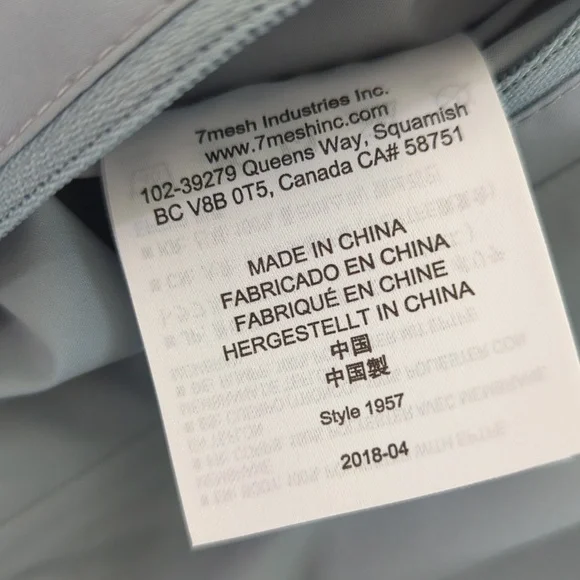 7mesh Industries Inc.
www.7meshinc.com
102-39279 Queens Way, Squamish
BC V8B 0T5, Canada CA# 58751
MADE IN CHINA
FABRICADO EN CHINA
FABRIQUÉ EN CHINE
HERGESTELLT IN CHINA
中国
中国製
Style 1957
2018-04